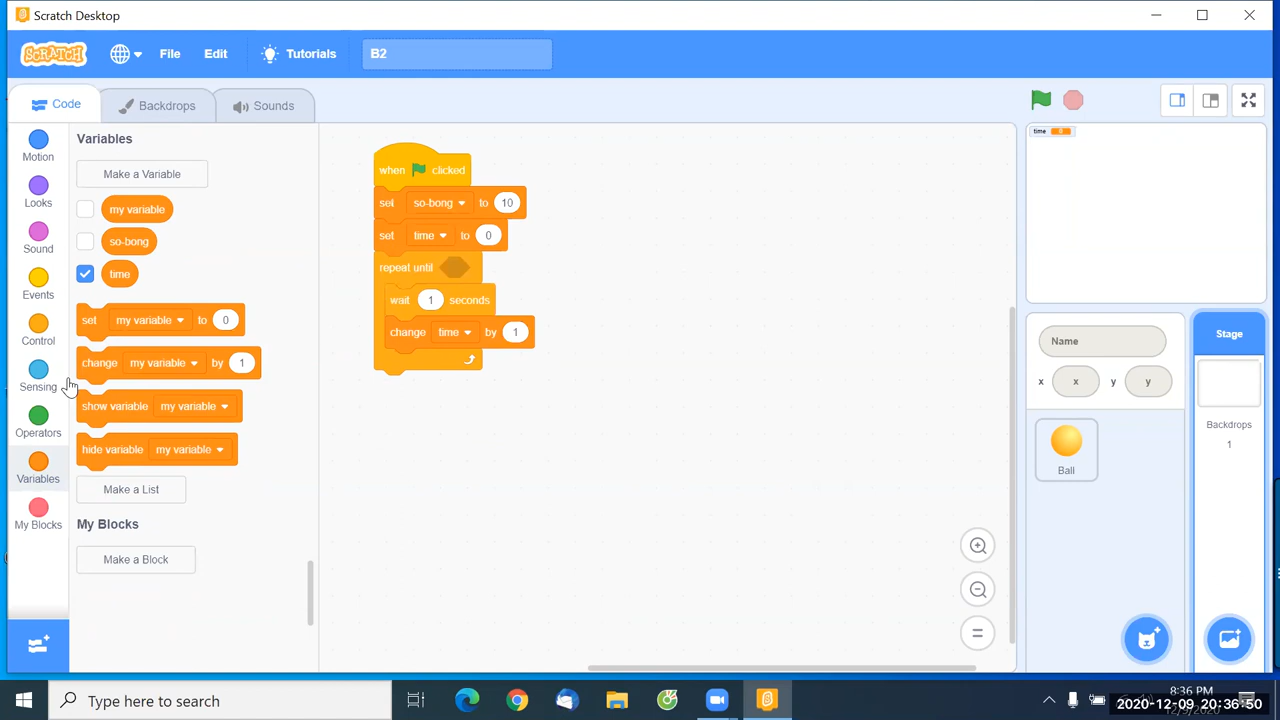 Scratch Desktop
SCRATCH
File
Edit
Tutorials
B2
Code
Backdrops
Sounds
Motion
Looks
Sound
Events
Control
Sensing
Operators
Variables
My Blocks
Variables
Make a Variable
my variable
so-bong
time
set my variable to 0
change my variable by 1
show variable my variable
hide variable my variable
Make a List
My Blocks
Make a Block
when clicked
set so-bong to 10
set time to 0
repeat until
wait 1 seconds
change time by 1
time
Name
x x y y
Ball
Stage
Backdrops
1
Type here to search
8:36 PM
2020-12-09 20:36:50